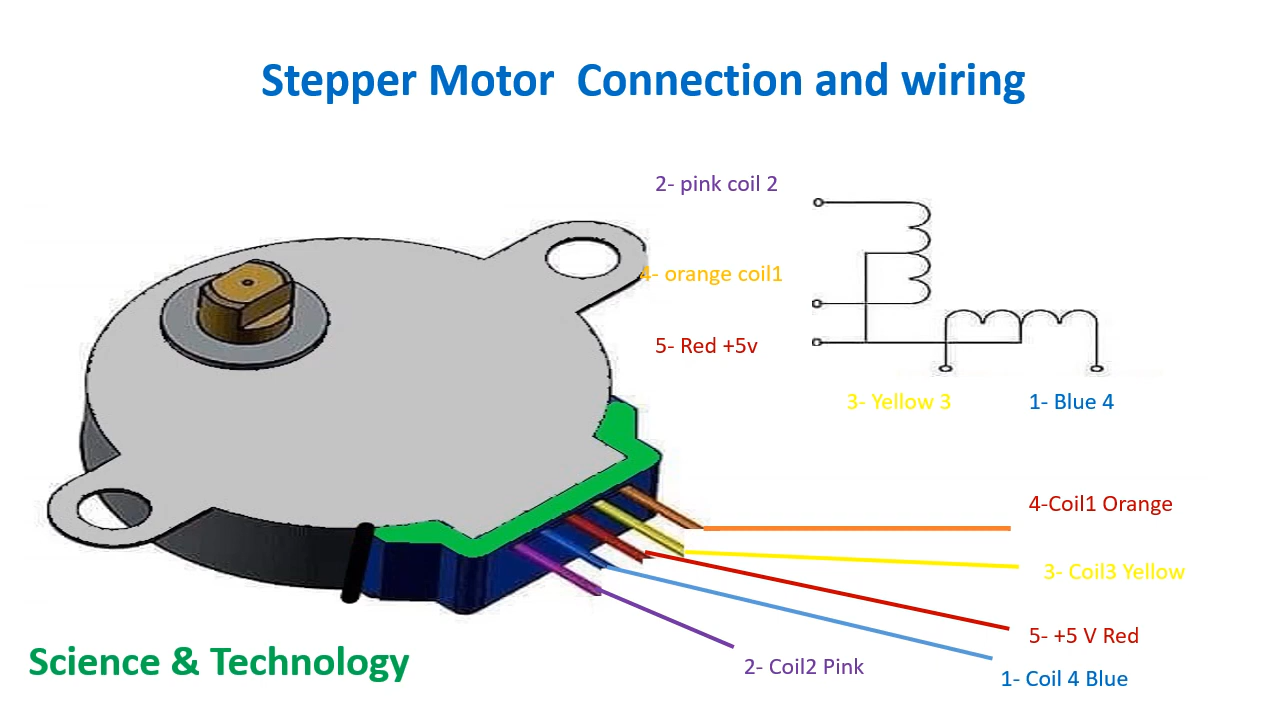 Stepper Motor  Connection and wiring
2- pink coil 2
4- orange coil1
5- Red +5v
3- Yellow 3
1- Blue 4
4-Coil1 Orange
3- Coil3 Yellow
5- +5 V Red
2- Coil2 Pink
1- Coil 4 Blue
Science & Technology